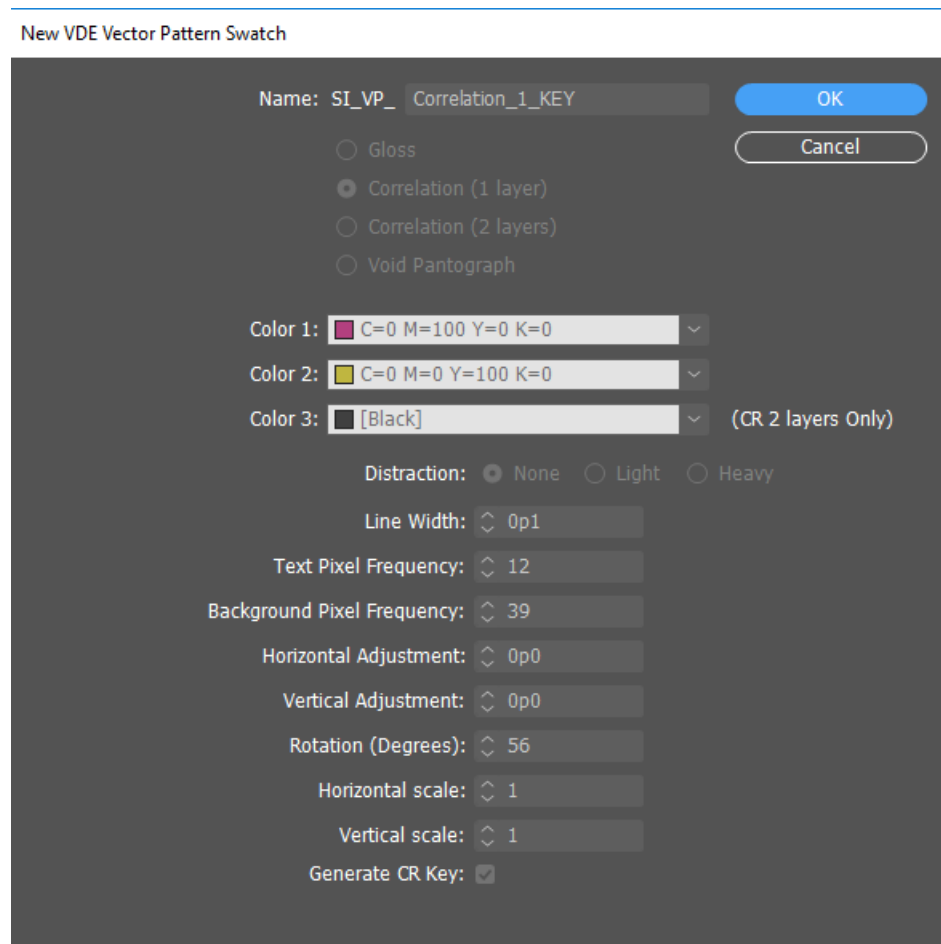 New VDE Vector Pattern Swatch
Name: SI_VP_ Correlation_1_KEY OK
Gloss Cancel
Correlation (1 layer)
Correlation (2 layers)
Void Pantograph
Color 1: C=0 M=100 Y=0 K=0
Color 2: C=0 M=0 Y=100 K=0
Color 3: [Black] (CR 2 layers Only)
Distraction: None Light Heavy
Line Width: 0p1
Text Pixel Frequency: 12
Background Pixel Frequency: 39
Horizontal Adjustment: 0p0
Vertical Adjustment: 0p0
Rotation (Degrees): 56
Horizontal scale: 1
Vertical scale: 1
Generate CR Key: